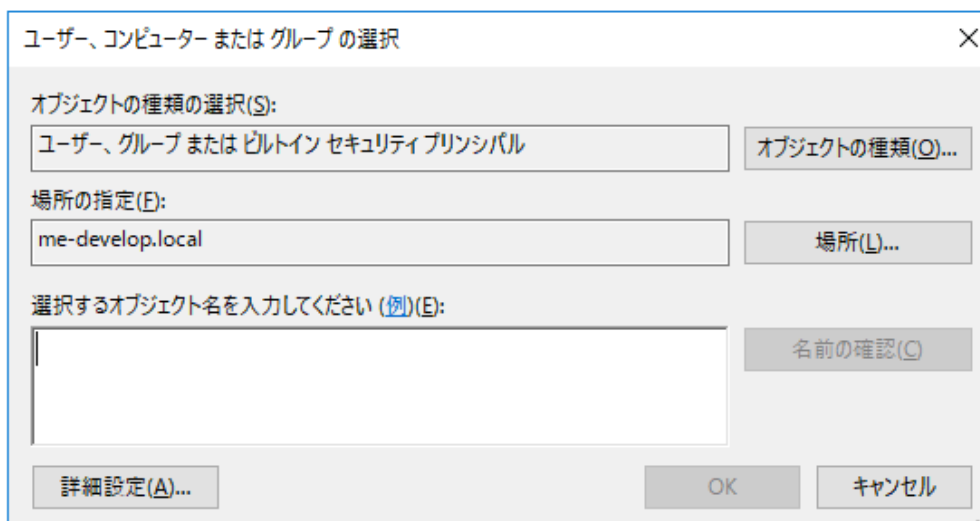 ユーザー、コンピューター または グループ の選択
オブジェクトの種類の選択(S):
ユーザー、グループ または ビルトイン セキュリティ プリンシパル
オブジェクトの種類(O)...
場所の指定(F):
me-develop.local
場所(L)...
選択するオブジェクト名を入力してください (例)(E):
名前の確認(C)
詳細設定(A)...
OK
キャンセル